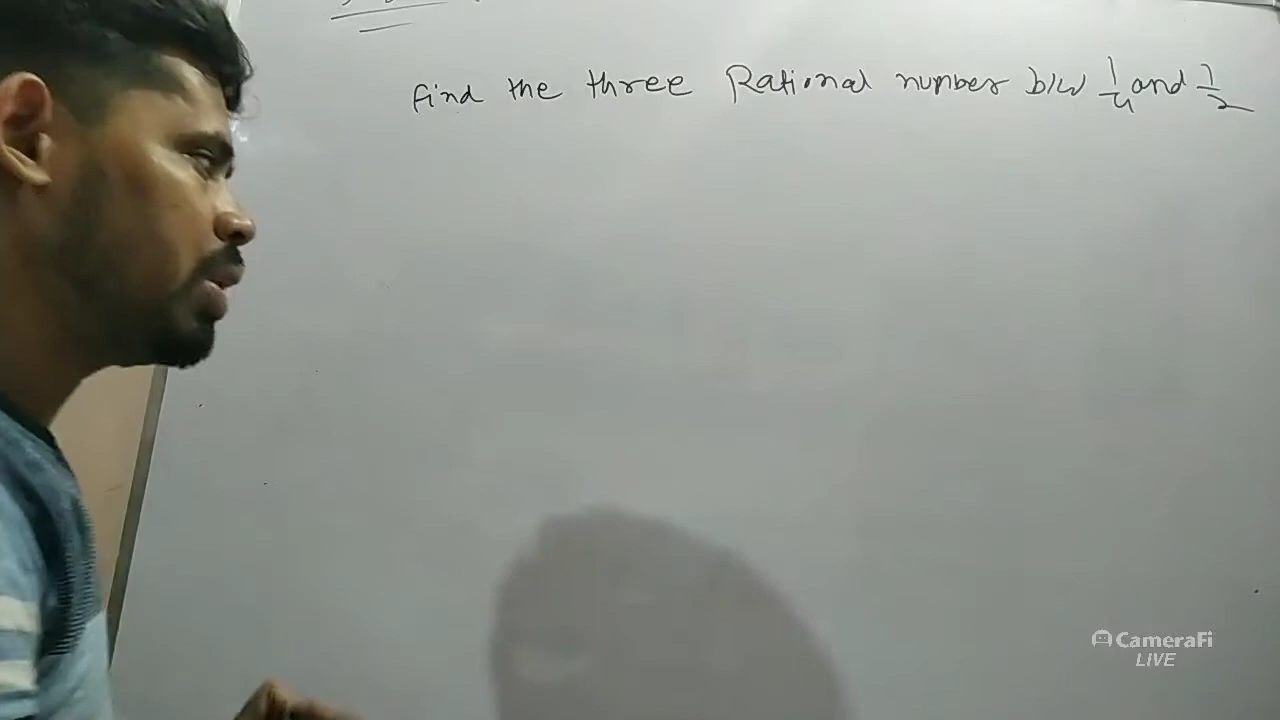 Find the three Rational number b/w 1/4 and 1/2
CameraFi
LIVE